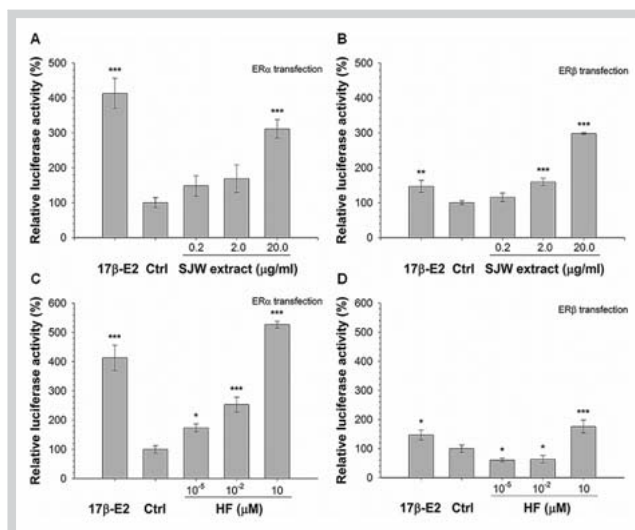 A
ERα transfection
Relative luciferase activity (%)
500
400
300
200
100
0
***
***
17β-E2 Ctrl
0.2 2.0 20.0
SJW extract (μg/ml)
B
ERβ transfection
Relative luciferase activity (%)
500
400
300
200
100
0
**
***
***
17β-E2 Ctrl
0.2 2.0 20.0
SJW extract (μg/ml)
C
ERα transfection
Relative luciferase activity (%)
600
500
400
300
200
100
0
***
*
***
***
17β-E2 Ctrl
10⁻⁵ 10⁻² 10
HF (μM)
D
ERβ transfection
Relative luciferase activity (%)
600
500
400
300
200
100
0
*
*
*
***
17β-E2 Ctrl
10⁻⁵ 10⁻² 10
HF (μM)